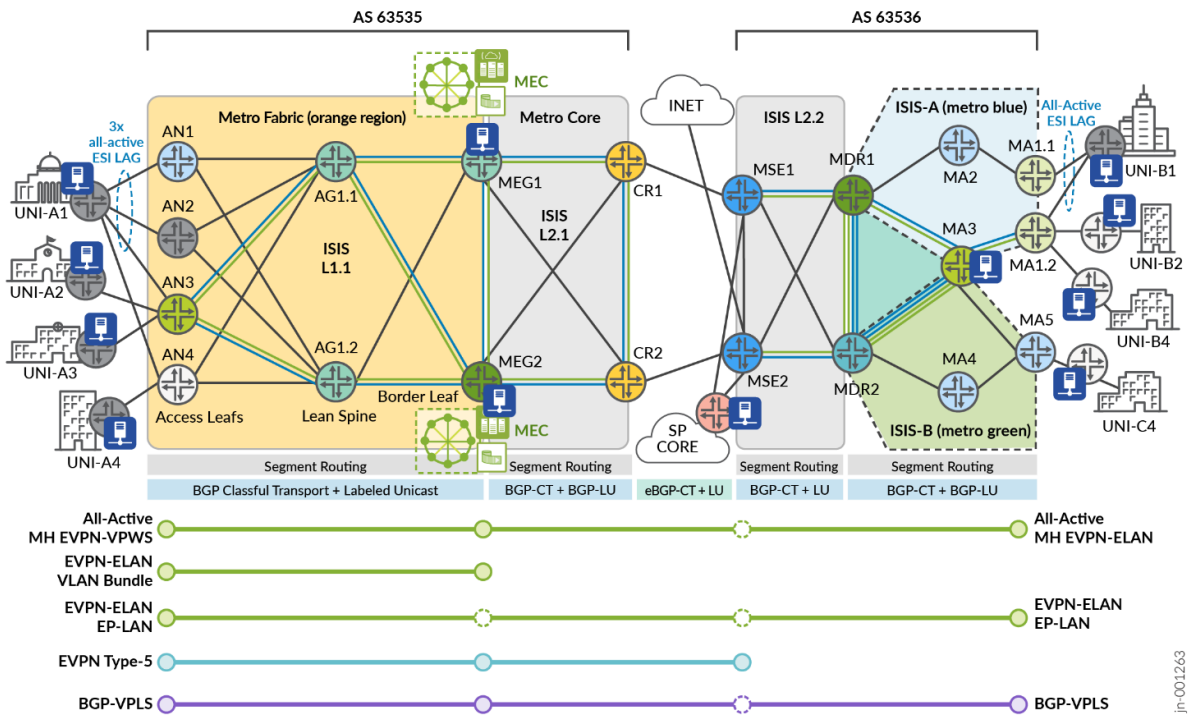 AS 63535
AS 63536
MEC
INET
Metro Fabric (orange region)
Metro Core
ISIS L2.2
ISIS-A (metro blue)
All-Active
ESI LAG
3x
all-active
ESI LAG
AN1
AN2
AN3
AN4
Access Leafs
AG1.1
AG1.2
Lean Spine
ISIS
L1.1
MEG1
MEG2
Border Leaf
MEC
ISIS
L2.1
CR1
CR2
MSE1
MSE2
SP
CORE
MDR1
MDR2
MA2
MA3
MA4
MA1.1
MA1.2
MA5
ISIS-B (metro green)
UNI-A1
UNI-A2
UNI-A3
UNI-A4
UNI-B1
UNI-B2
UNI-B4
UNI-C4
Segment Routing
Segment Routing
Segment Routing
Segment Routing
BGP Classful Transport + Labeled Unicast
BGP-CT + BGP-LU
eBGP-CT + LU
BGP-CT + LU
BGP-CT + BGP-LU
All-Active
MH EVPN-VPWS
All-Active
MH EVPN-ELAN
EVPN-ELAN
VLAN Bundle
EVPN-ELAN
EP-LAN
EVPN-ELAN
EP-LAN
EVPN Type-5
BGP-VPLS
BGP-VPLS
jn-001263